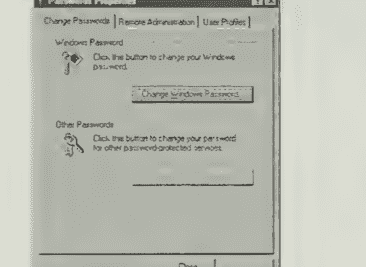 Change Passwords Remote Administration User Profiles
Windows Password
Click this button to change your Windows
password.
Change Windows Password...
Other Passwords
Click this button to change your password
for other password-protected services.